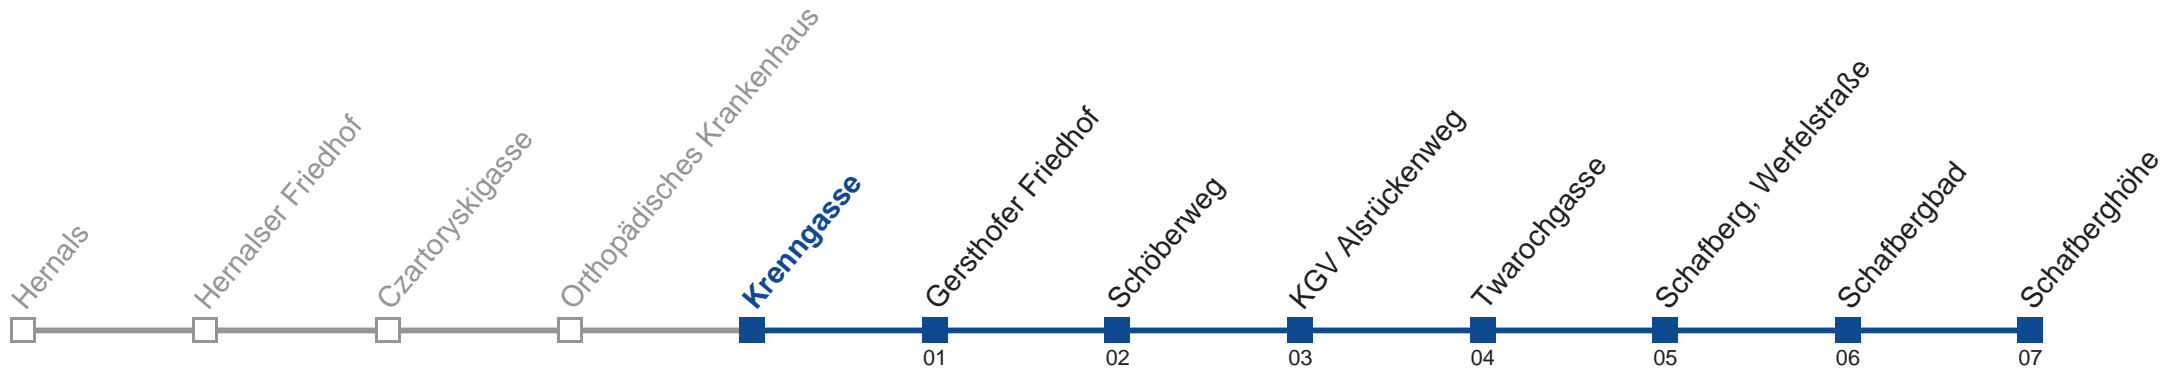 Hernals
Hernalser Friedhof
Czartoryskigasse
Orthopädisches Krankenhaus
Krenngasse
Gersthofer Friedhof
Schöberweg
KGV Alsrückenweg
Twarochgasse
Schafberg, Werfelstraße
Schafbergbad
Schafberghöhe
01
02
03
04
05
06
07